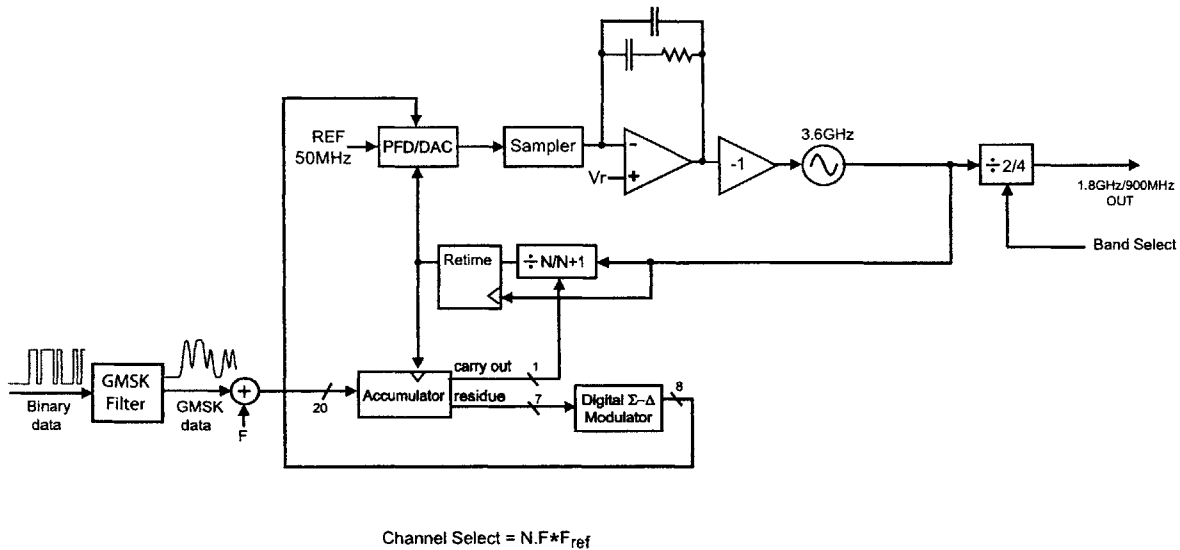 REF
50MHz
PFD/DAC
Sampler
Vr
-
+
-1
3.6GHz
÷ 2/4
1.8GHz/900MHz
OUT
Band Select
Retime
÷ N/N+1
Binary
data
GMSK
Filter
GMSK
data
+
F
20
Accumulator
carry out
1
residue
7
Digital Σ-Δ
Modulator
8
Channel Select = N.F*Fref